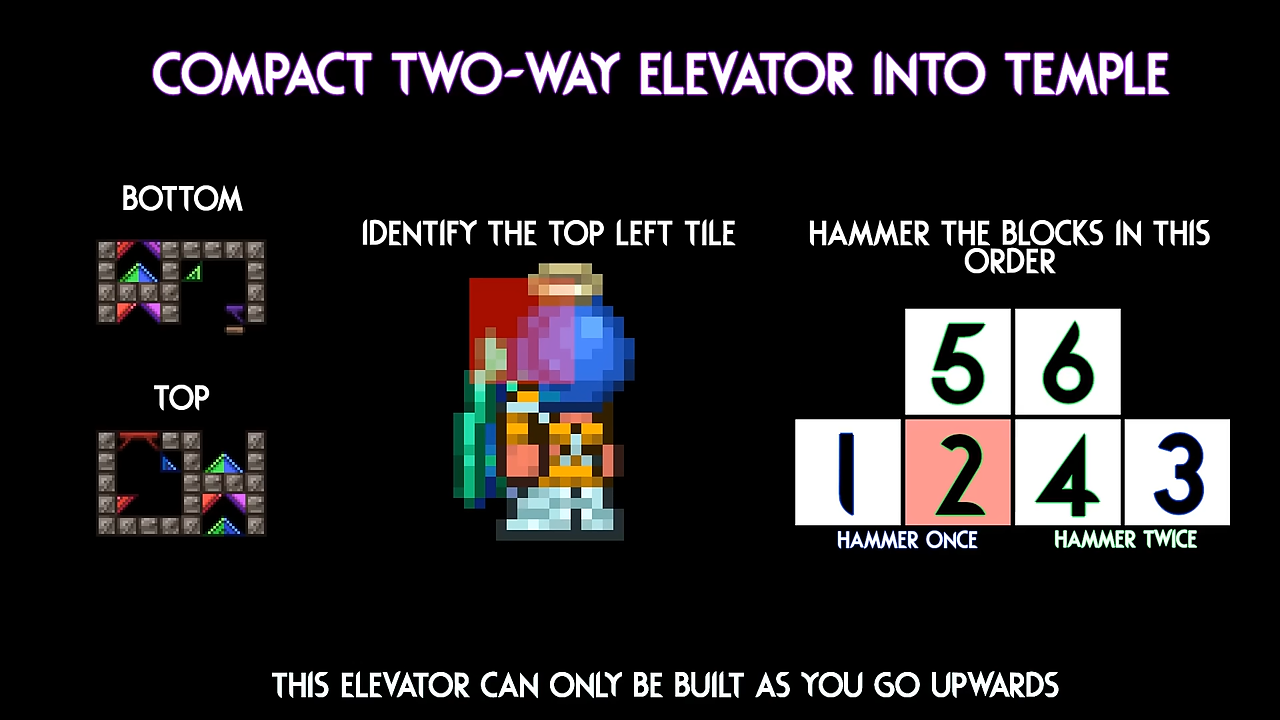 COMPACT TWO-WAY ELEVATOR INTO TEMPLE
BOTTOM
TOP
IDENTIFY THE TOP LEFT TILE
HAMMER THE BLOCKS IN THIS
ORDER
5 6
1 2 4 3
HAMMER ONCE
HAMMER TWICE
THIS ELEVATOR CAN ONLY BE BUILT AS YOU GO UPWARDS